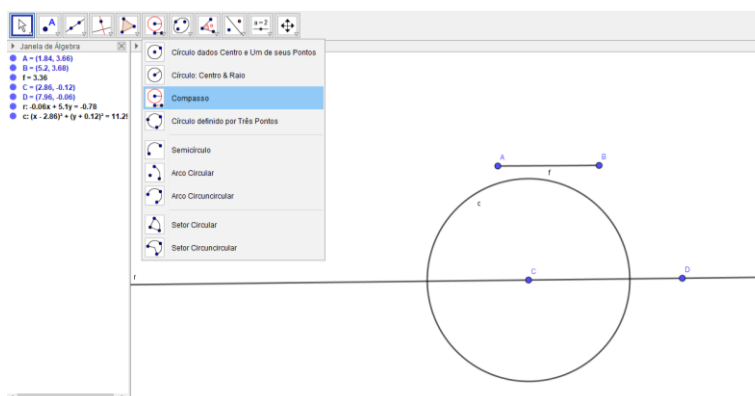 A
a=2
Janela de Álgebra
A = (1.84, 3.66)
B = (5.2, 3.68)
f = 3.36
C = (2.86, -0.12)
D = (7.96, -0.06)
r: -0.06x + 5.1y = -0.78
c: (x - 2.86)² + (y + 0.12)² = 11.29
Círculo dados Centro e Um de seus Pontos
Círculo: Centro & Raio
Compasso
Círculo definido por Três Pontos
Semicírculo
Arco Circular
Arco Circuncircular
Setor Circular
Setor Circuncircular
A
B
f
c
C
D
r